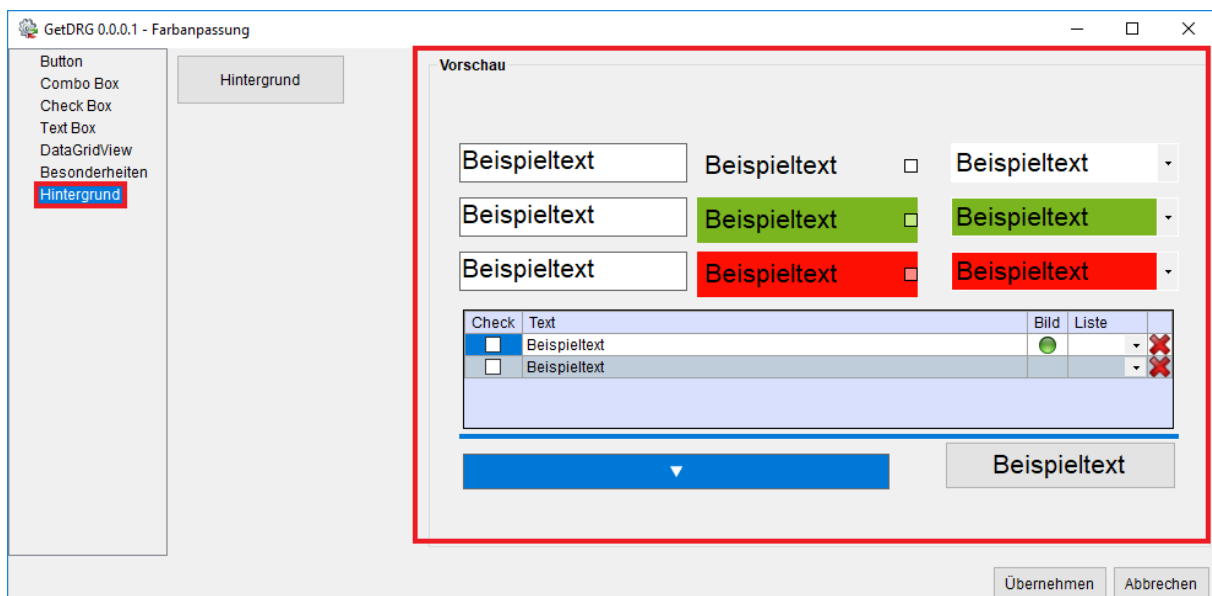 GetDRG 0.0.0.1 - Farbanpassung
Button
Combo Box
Check Box
Text Box
DataGridView
Besonderheiten
Hintergrund
Hintergrund
Vorschau
Beispieltext Beispieltext Beispieltext
Beispieltext Beispieltext Beispieltext
Beispieltext Beispieltext Beispieltext
Check Text Bild Liste
Beispieltext
Beispieltext
Beispieltext
Übernehmen Abbrechen